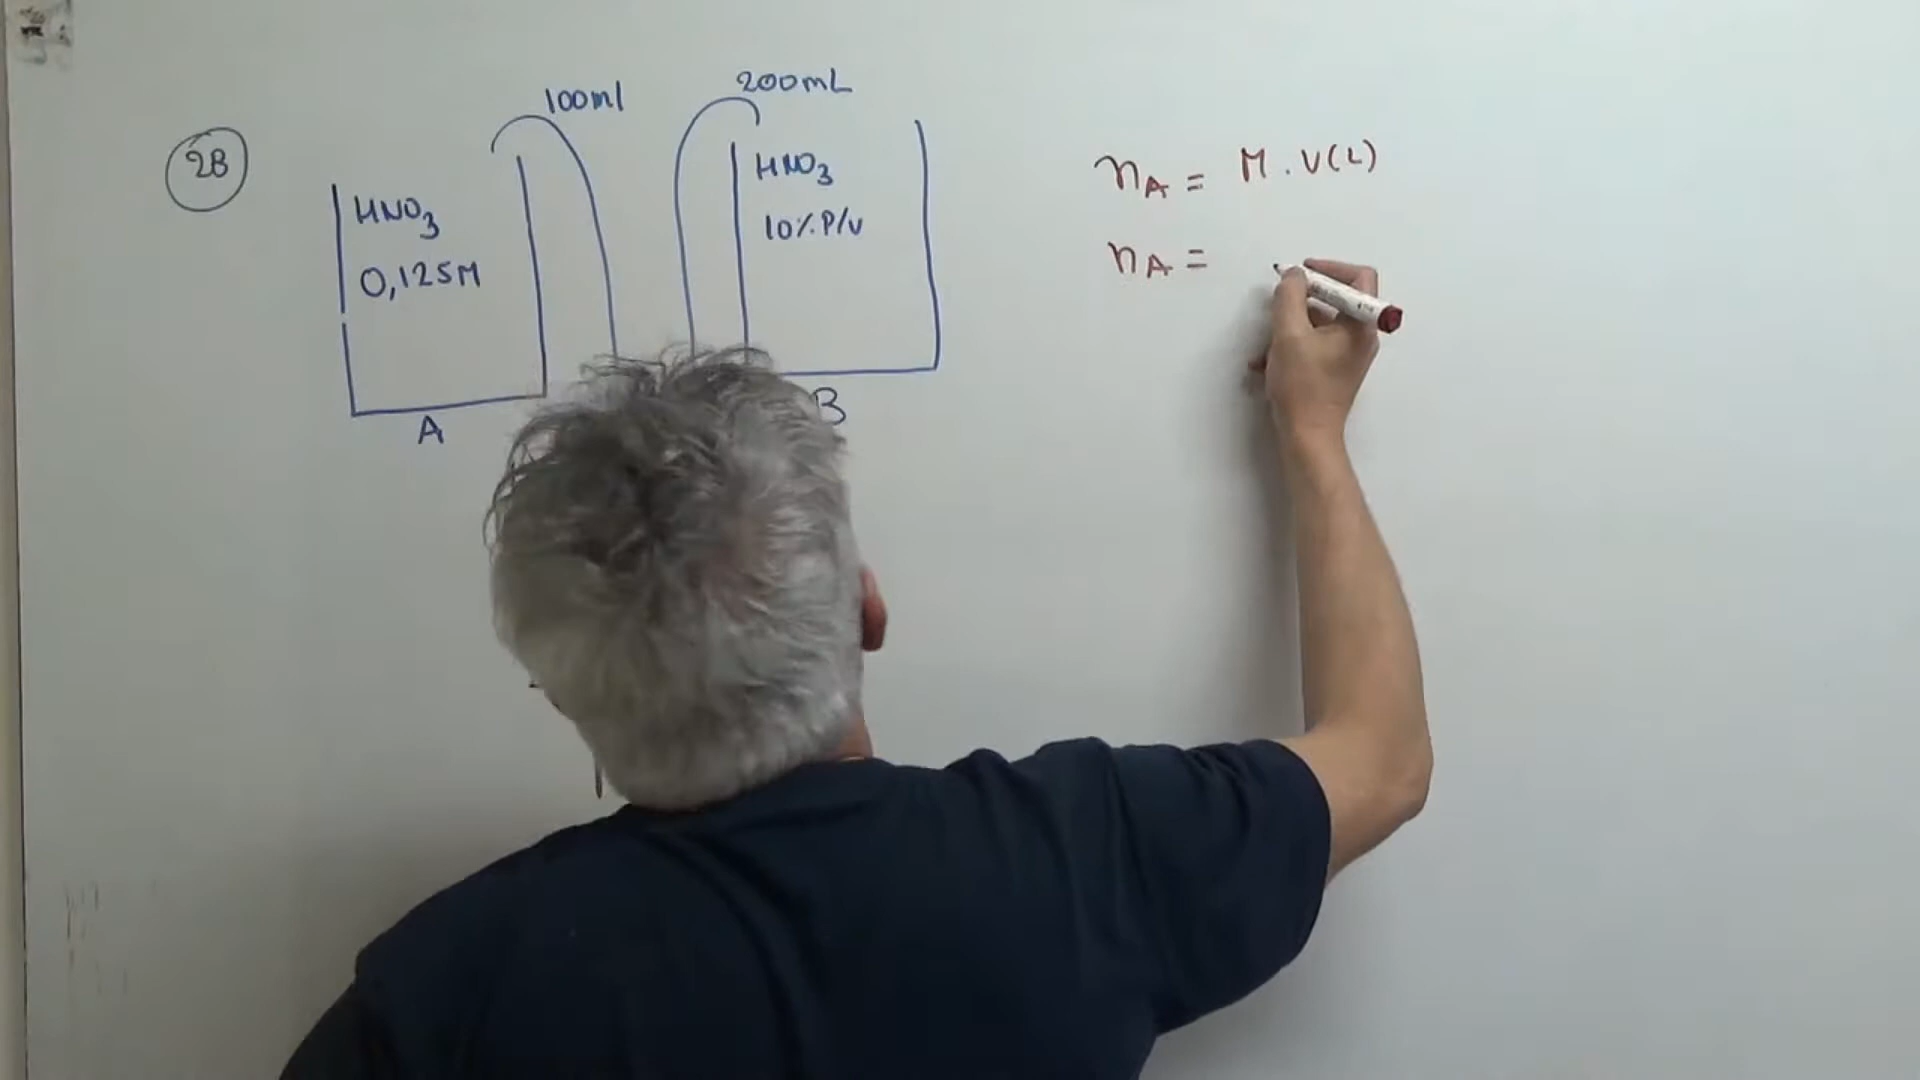 28
100ml
200mL
HNO3
0,125M
A
HNO3
10% P/V
B
nA = M . V(L)
nA =